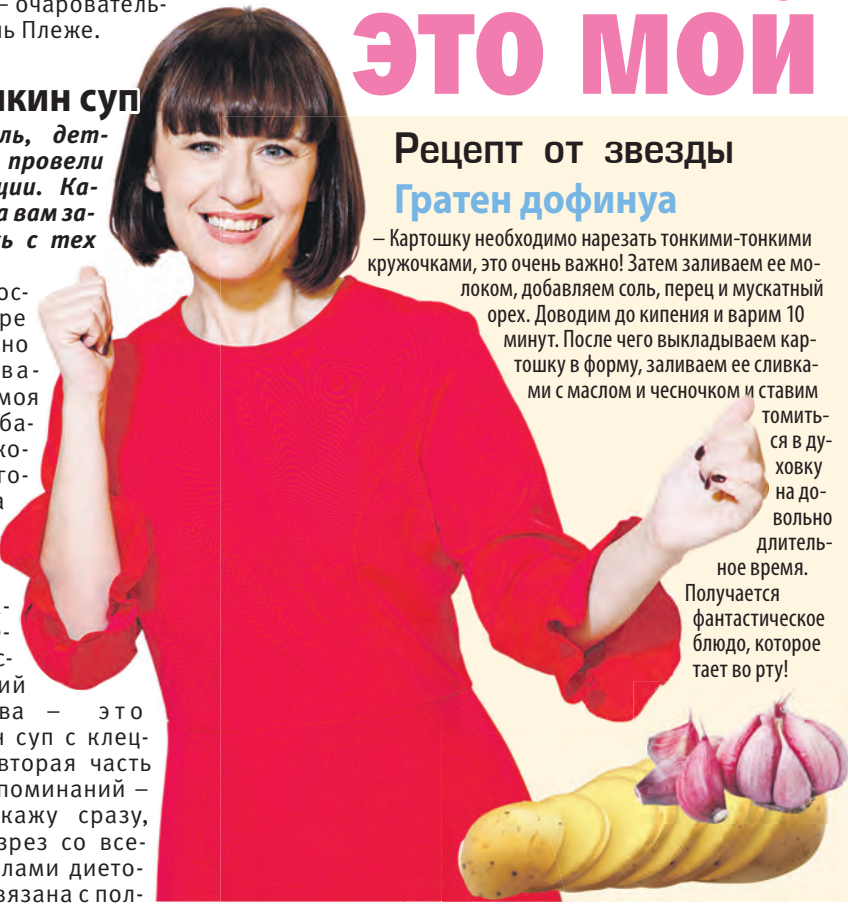 – очарователь-
ль Плеже.
ЭТО МОЙ
кин суп
ль, дет-
провели
ции. Ка-
а вам за-
ь с тех
ос-
ре
но
ва-
моя
ба-
ко-
го-
а
-
е-
с-
ий
ва – это
н суп с клец-
вторая часть
поминаний –
кажу сразу,
зрез со все-
лами дието-
вязана с пол-
Рецепт от звезды
Гратен дофинуа
– Картошку необходимо нарезать тонкими-тонкими
кружочками, это очень важно! Затем заливаем ее мо-
локом, добавляем соль, перец и мускатный
орех. Доводим до кипения и варим 10
минут. После чего выкладываем кар-
тошку в форму, заливаем ее сливка-
ми с маслом и чесночком и ставим
томить-
ся в ду-
ховку
на до-
вольно
длитель-
ное время.
Получается
фантастическое
блюдо, которое
тает во рту!